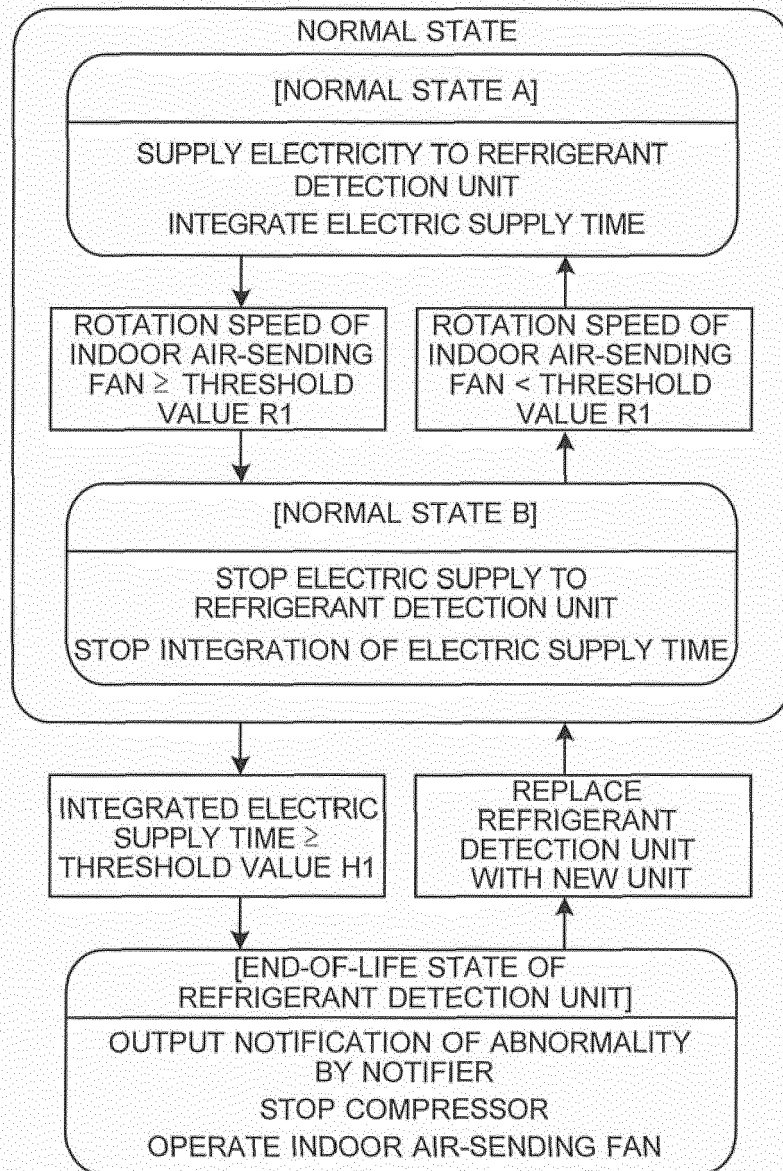 NORMAL STATE
[NORMAL STATE A]
SUPPLY ELECTRICITY TO REFRIGERANT
DETECTION UNIT
INTEGRATE ELECTRIC SUPPLY TIME
ROTATION SPEED OF
INDOOR AIR-SENDING
FAN ≥ THRESHOLD
VALUE R1
ROTATION SPEED OF
INDOOR AIR-SENDING
FAN < THRESHOLD
VALUE R1
[NORMAL STATE B]
STOP ELECTRIC SUPPLY TO
REFRIGERANT DETECTION UNIT
STOP INTEGRATION OF ELECTRIC SUPPLY TIME
INTEGRATED ELECTRIC
SUPPLY TIME ≥
THRESHOLD VALUE H1
REPLACE
REFRIGERANT
DETECTION UNIT
WITH NEW UNIT
[END-OF-LIFE STATE OF
REFRIGERANT DETECTION UNIT]
OUTPUT NOTIFICATION OF ABNORMALITY
BY NOTIFIER
STOP COMPRESSOR
OPERATE INDOOR AIR-SENDING FAN